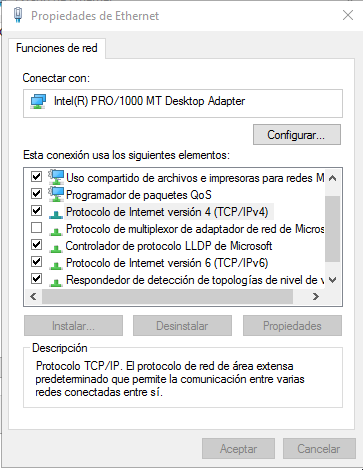 Propiedades de Ethernet
Funciones de red
Conectar con:
Intel(R) PRO/1000 MT Desktop Adapter
Configurar...
Esta conexión usa los siguientes elementos:
Uso compartido de archivos e impresoras para redes M
Programador de paquetes QoS
Protocolo de Internet versión 4 (TCP/IPv4)
Protocolo de multiplexor de adaptador de red de Micros
Controlador de protocolo LLDP de Microsoft
Protocolo de Internet versión 6 (TCP/IPv6)
Respondedor de detección de topologías de nivel de v
Instalar...
Desinstalar
Propiedades
Descripción
Protocolo TCP/IP. El protocolo de red de área extensa
predeterminado que permite la comunicación entre varias
redes conectadas entre sí.
Aceptar
Cancelar